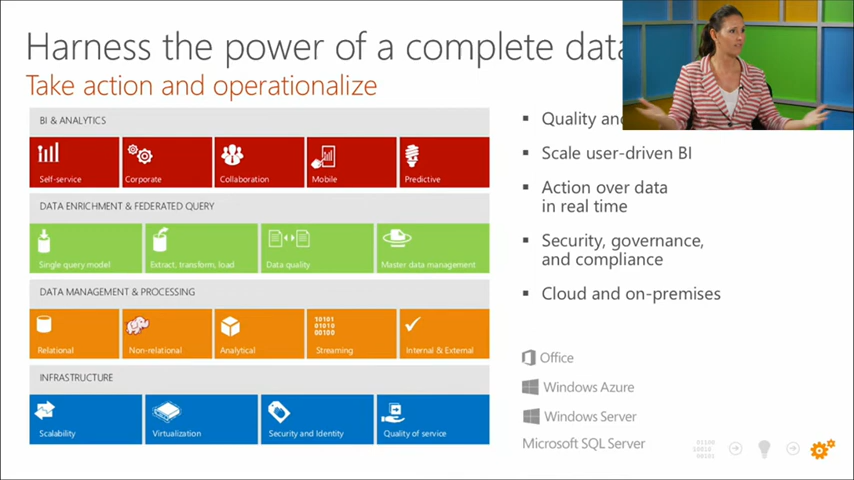 Harness the power of a complete data
Take action and operationalize
BI & ANALYTICS
Self-service
Corporate
Collaboration
Mobile
Predictive
DATA ENRICHMENT & FEDERATED QUERY
Single query model
Extract, transform, load
Data quality
Master data management
DATA MANAGEMENT & PROCESSING
10101
01010
00100
Relational
Non-relational
Analytical
Streaming
Internal & External
INFRASTRUCTURE
Scalability
Virtualization
Security and Identity
Quality of service
▪ Quality an
▪ Scale user-driven BI
▪ Action over data
in real time
▪ Security, governance,
and compliance
▪ Cloud and on-premises
Office
Windows Azure
Windows Server
Microsoft SQL Server